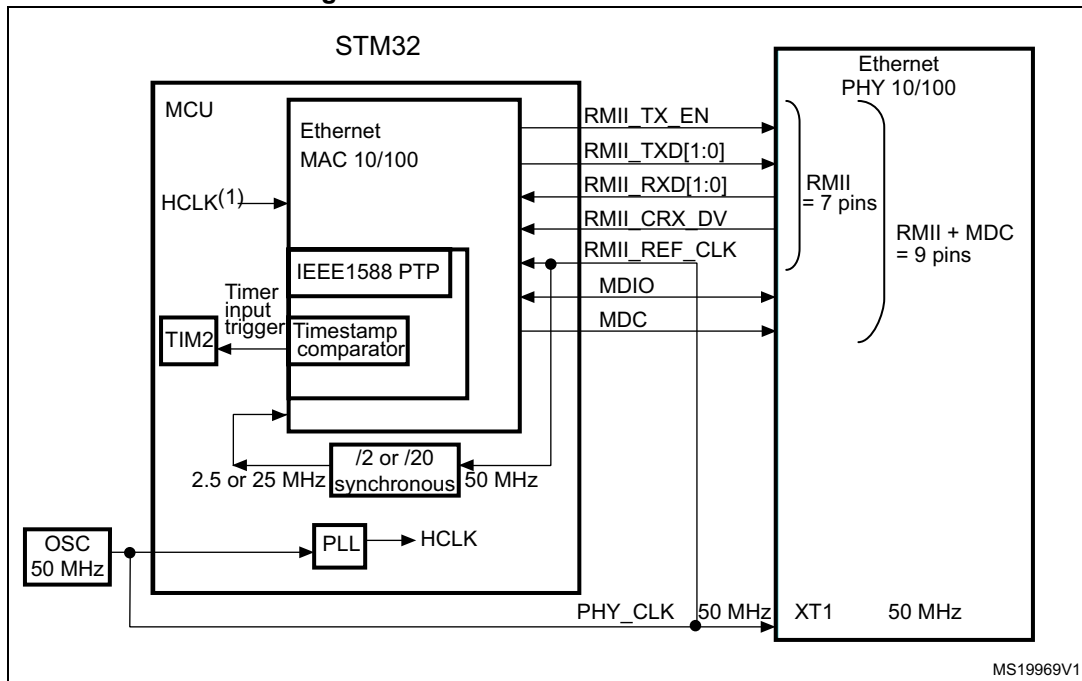 STM32
Ethernet
PHY 10/100
MCU
Ethernet
MAC 10/100
HCLK(1)
RMII_TX_EN
RMII_TXD[1:0]
RMII_RXD[1:0]
RMII_CRX_DV
RMII_REF_CLK
MDIO
MDC
RMII
= 7 pins
RMII + MDC
= 9 pins
IEEE1588 PTP
Timer
input
trigger
TIM2
Timestamp
comparator
/2 or /20
synchronous
2.5 or 25 MHz
50 MHz
OSC
50 MHz
PLL
HCLK
PHY_CLK
50 MHz
XT1
50 MHz
MS19969V1